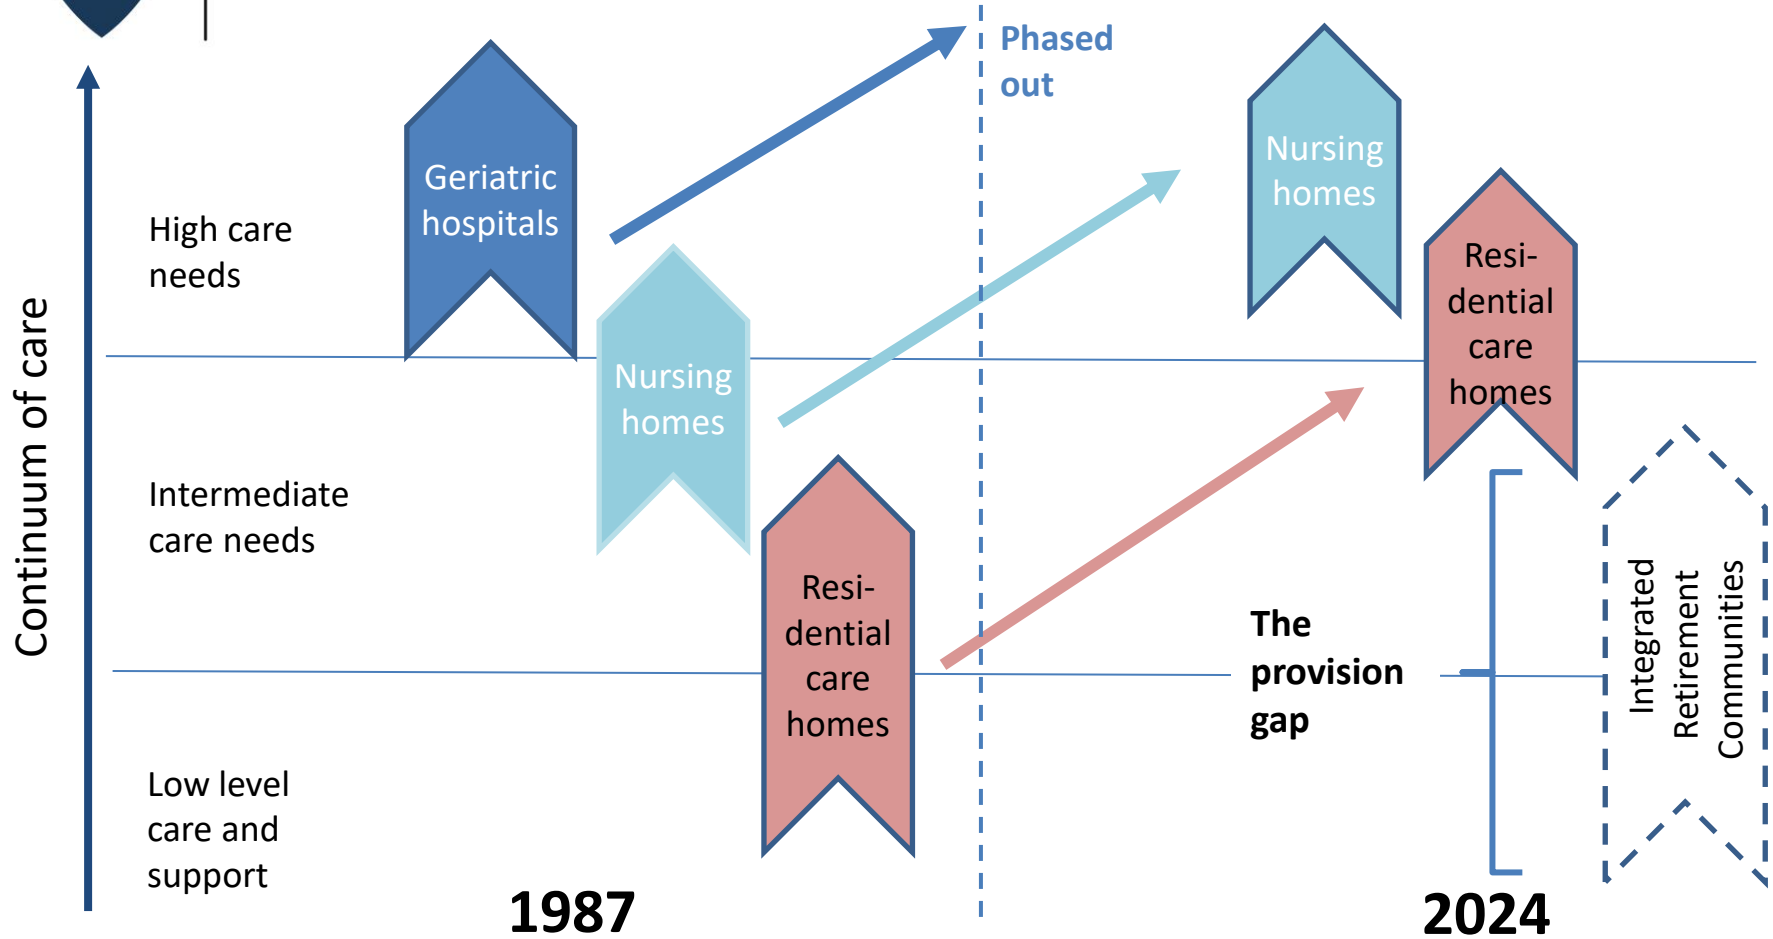 Phased
out
Geriatric
hospitals
Nursing
homes
Resi-
dential
care
homes
High care
needs
Nursing
homes
Continuum of care
Intermediate
care needs
Resi-
dential
care
homes
The
provision
gap
Integrated
Retirement
Communities
Low level
care and
support
1987
2024